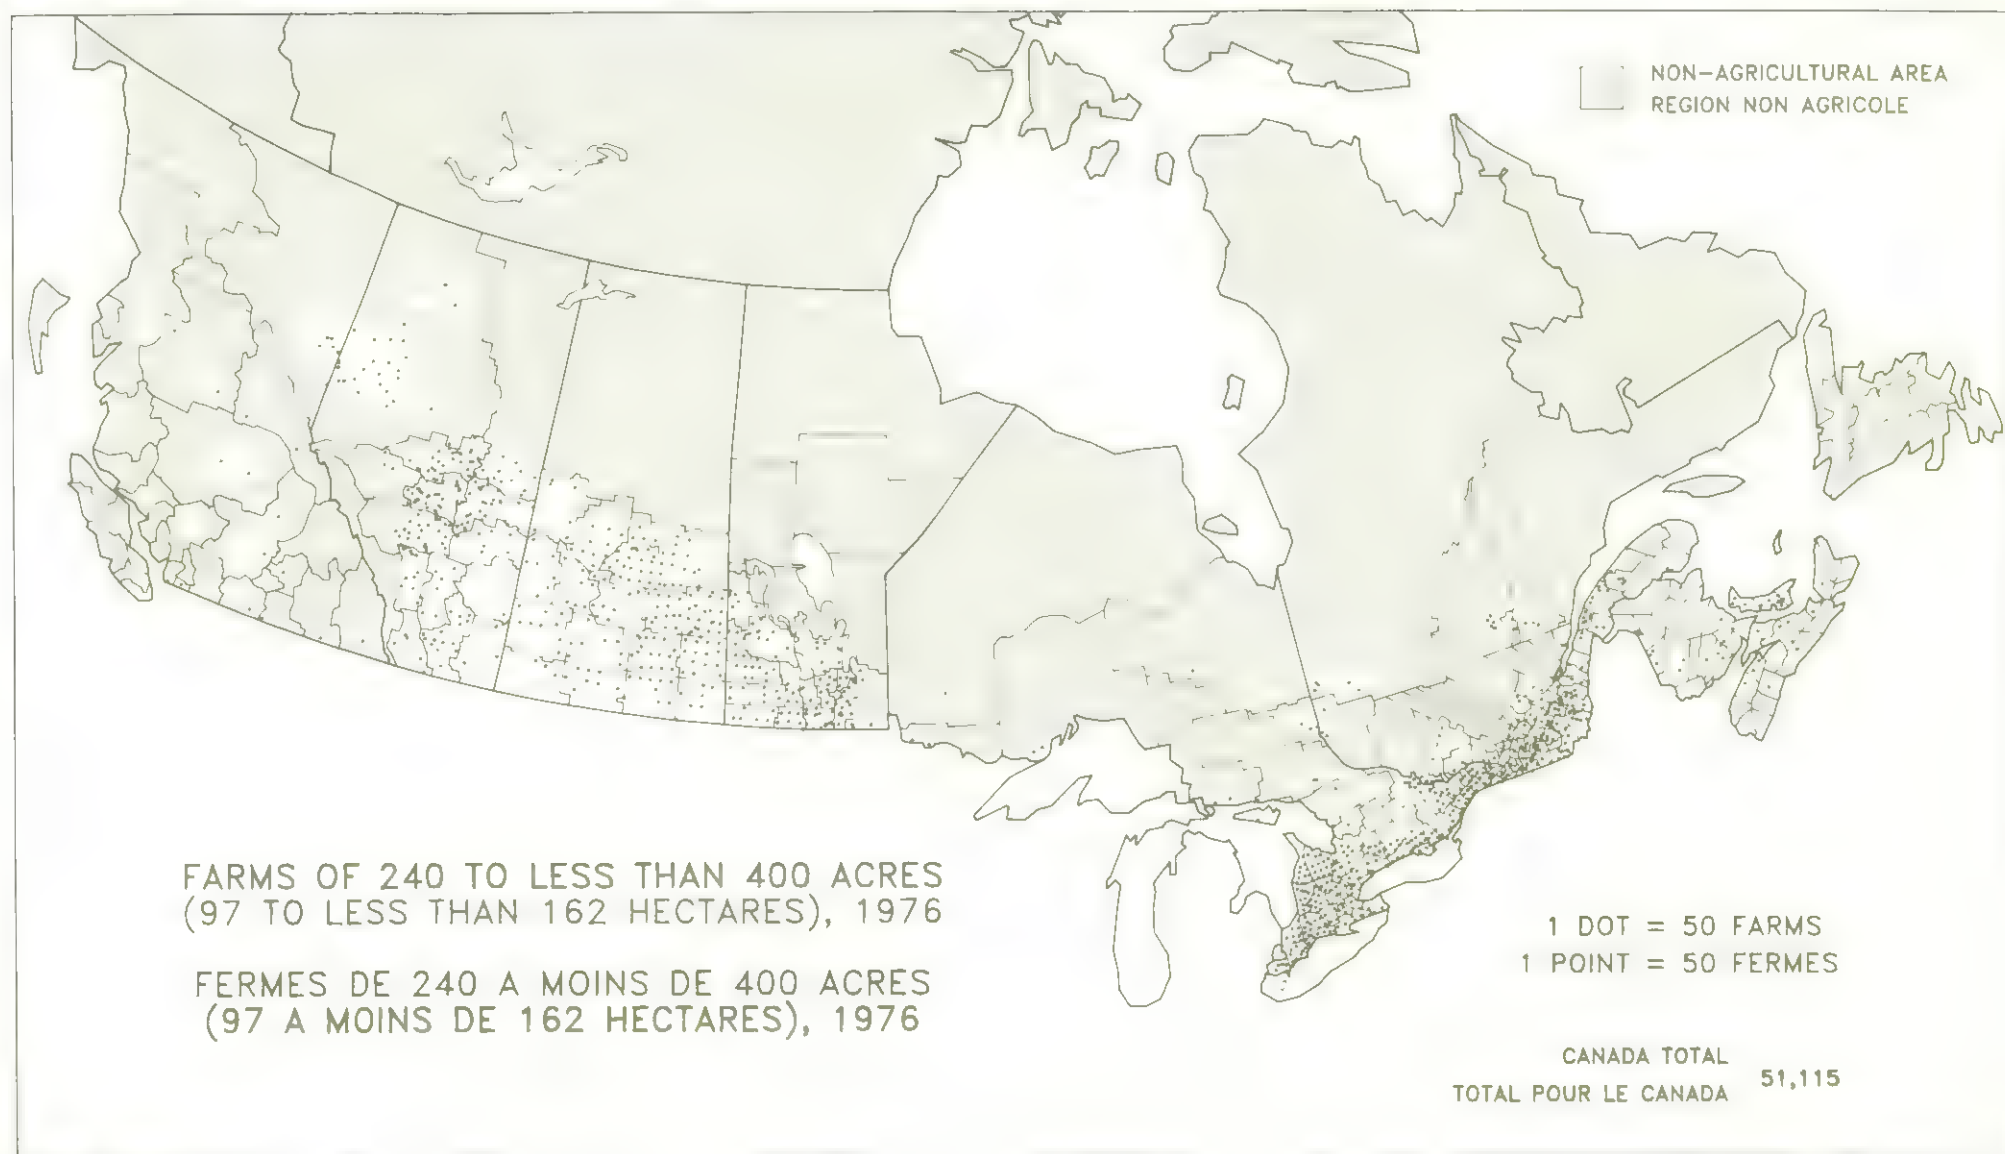 NON-AGRICULTURAL AREA
REGION NON AGRICOLE
FARMS OF 240 TO LESS THAN 400 ACRES
(97 TO LESS THAN 162 HECTARES), 1976
FERMES DE 240 A MOINS DE 400 ACRES
(97 A MOINS DE 162 HECTARES), 1976
1 DOT = 50 FARMS
1 POINT = 50 FERMES
CANADA TOTAL
TOTAL POUR LE CANADA 51,115